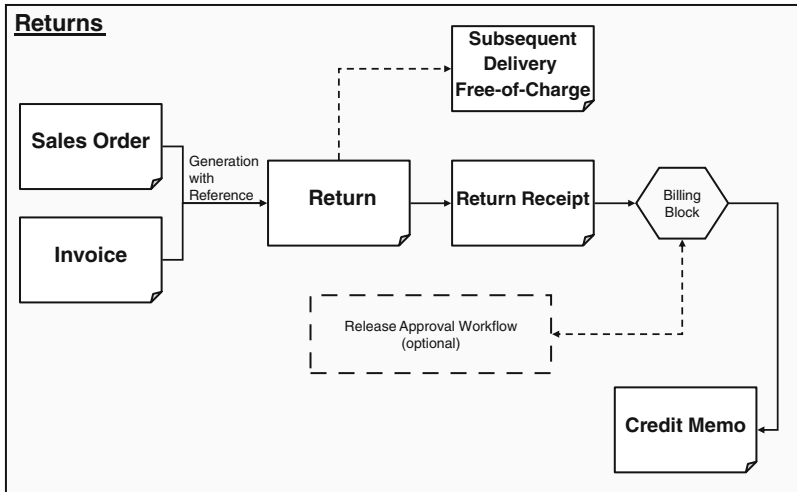 Returns
Subsequent
Delivery
Free-of-Charge
Sales Order
Generation
with
Reference
Return
Return Receipt
Billing
Block
Invoice
Release Approval Workflow
(optional)
Credit Memo